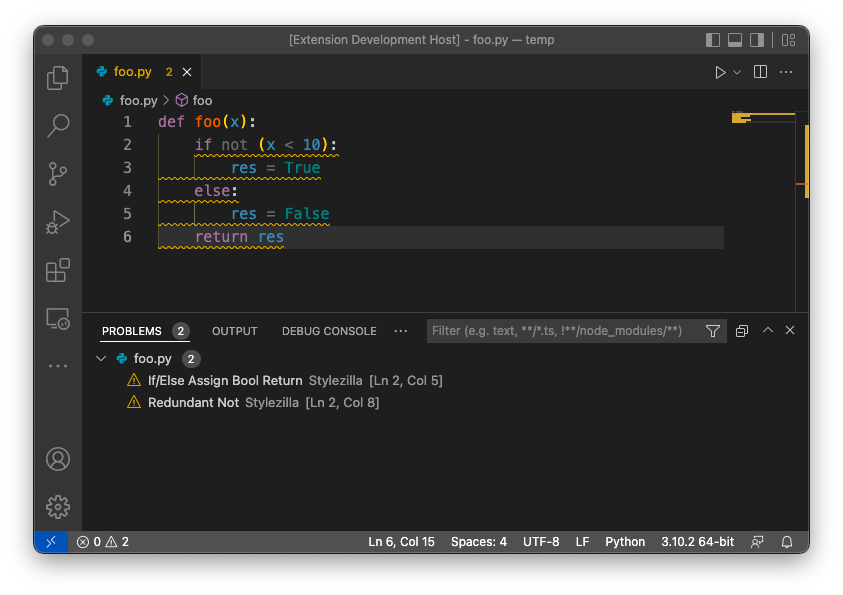 [Extension Development Host] - foo.py — temp
foo.py 2
foo.py foo
1 def foo(x):
2     if not (x < 10):
3         res = True
4     else:
5         res = False
6     return res
PROBLEMS 2 OUTPUT DEBUG CONSOLE ··· Filter (e.g. text, **/*.ts, !**/node_modules/**)
foo.py 2
If/Else Assign Bool Return Stylezilla [Ln 2, Col 5]
Redundant Not Stylezilla [Ln 2, Col 8]
0 2 Ln 6, Col 15 Spaces: 4 UTF-8 LF Python 3.10.2 64-bit